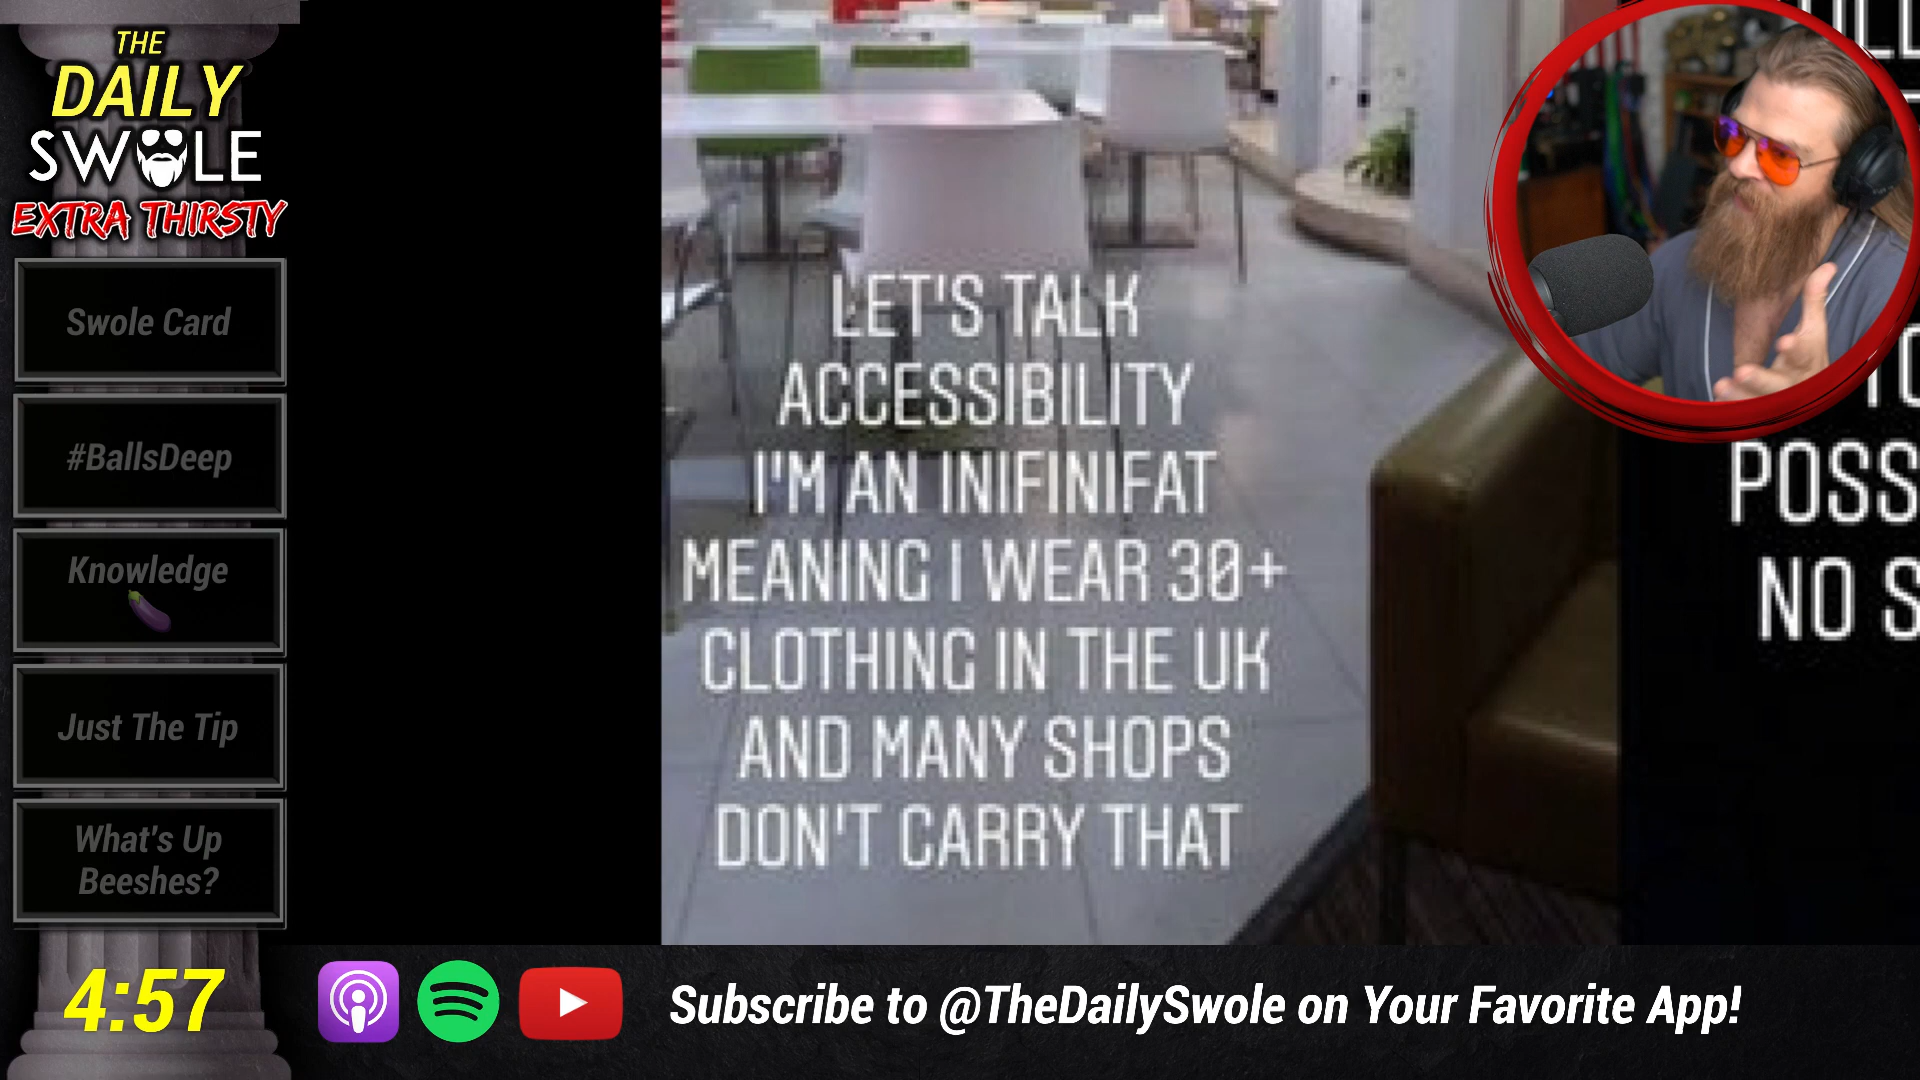 THE
DAILY
SWOLE
EXTRA THIRSTY
Swole Card
#BallsDeep
Knowledge
Just The Tip
What's Up
Beeshes?
4:57
LET'S TALK
ACCESSIBILITY
I'M AN INIFINIFAT
MEANING I WEAR 30+
CLOTHING IN THE UK
AND MANY SHOPS
DON'T CARRY THAT
POSS
NO S
Subscribe to @TheDailySwole on Your Favorite App!